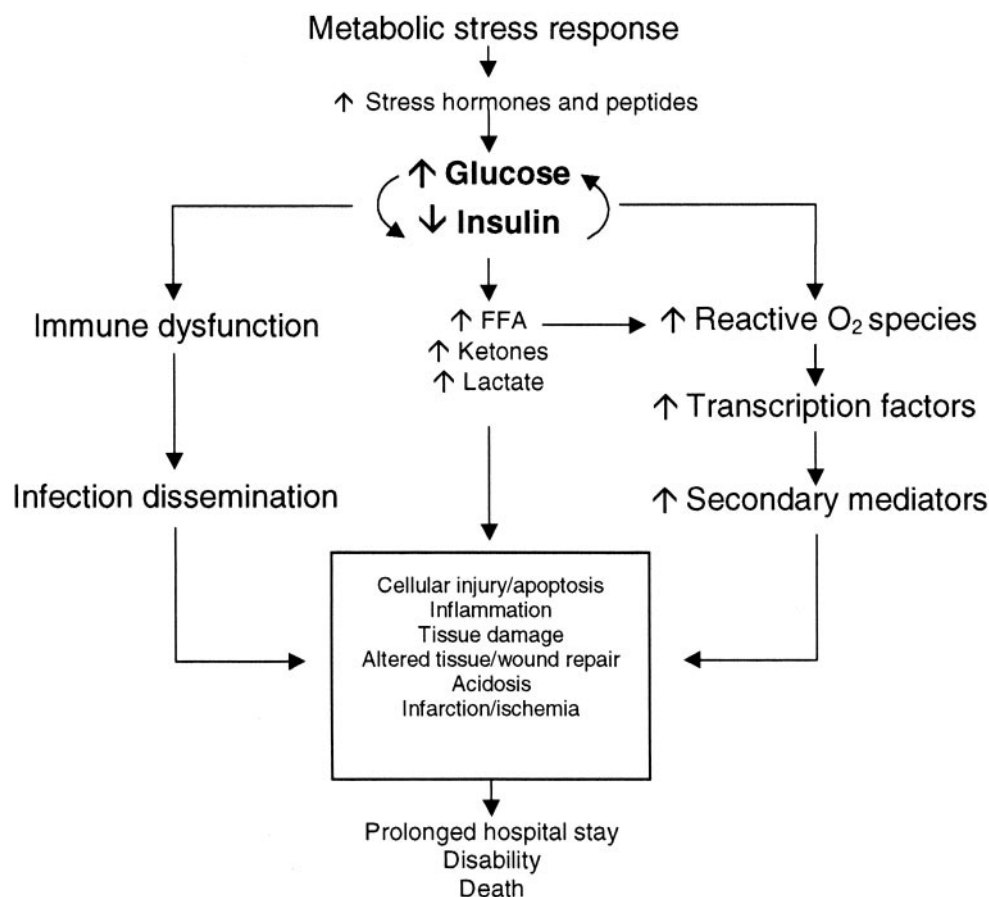 Metabolic stress response
↑ Stress hormones and peptides
↑ Glucose
↓ Insulin
Immune dysfunction
↑ FFA
↑ Ketones
↑ Lactate
↑ Reactive O₂ species
↑ Transcription factors
Infection dissemination
↑ Secondary mediators
Cellular injury/apoptosis
Inflammation
Tissue damage
Altered tissue/wound repair
Acidosis
Infarction/ischemia
Prolonged hospital stay
Disability
Death